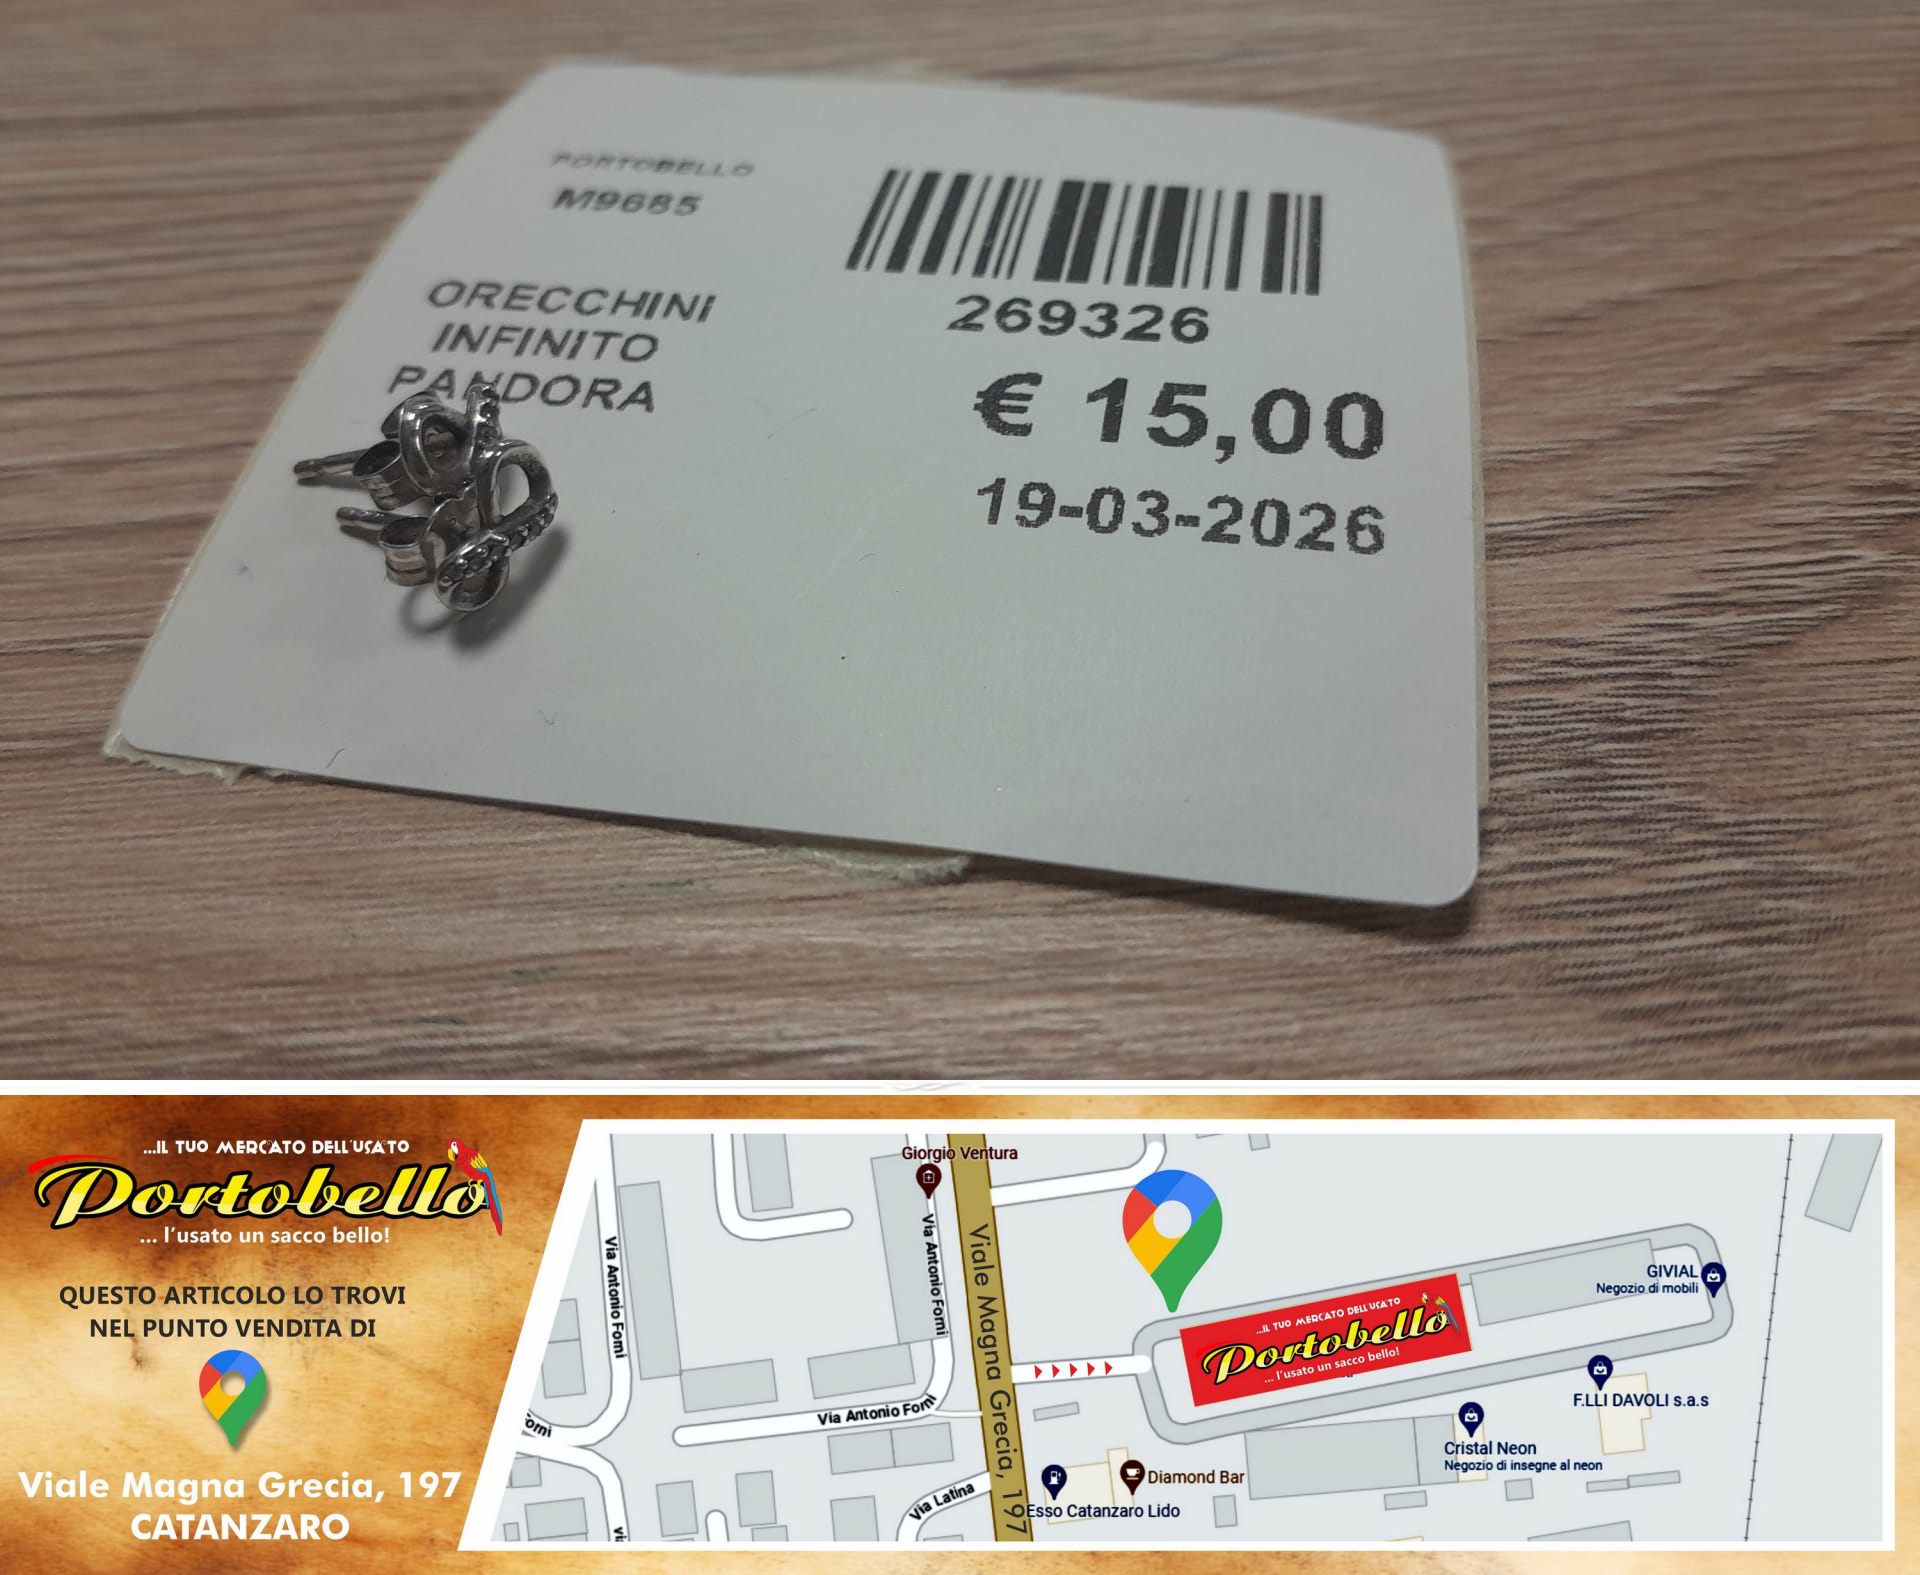 PORTOBELLO
M9685
ORECCHINI
INFINITO
PANDORA
269326
€ 15,00
19-03-2026
...IL TUO MERCATO DELL'USATO
Portobello
... l'usato un sacco bello!
QUESTO ARTICOLO LO TROVI
NEL PUNTO VENDITA DI
Viale Magna Grecia, 197
CATANZARO
Giorgio Ventura
Via Antonio Forni
Via Antonio Forni
Viale Magna Grecia, 197
...IL TUO MERCATO DELL'USATO
Portobello
... l'usato un sacco bello!
GIVIAL
Negozio di mobili
F.LLI DAVOLI s.a.s
Via Antonio Forni
orni
Cristal Neon
Negozio di insegne al neon
Diamond Bar
Esso Catanzaro Lido
Via Latina